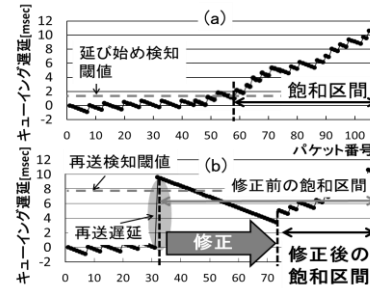 (a)
キューイング遅延[msec]
12
10
8
6
4
2
0
-2
延び始め検知
閾値
飽和区間
0 10 20 30 40 50 60 70 80 90 100
パケット番号
(b)
キューイング遅延[msec]
12
10
8
6
4
2
0
-2
再送検知閾値
修正前の飽和区間
再送遅延
修正
修正後の
飽和区間
0 10 20 30 40 50 60 70